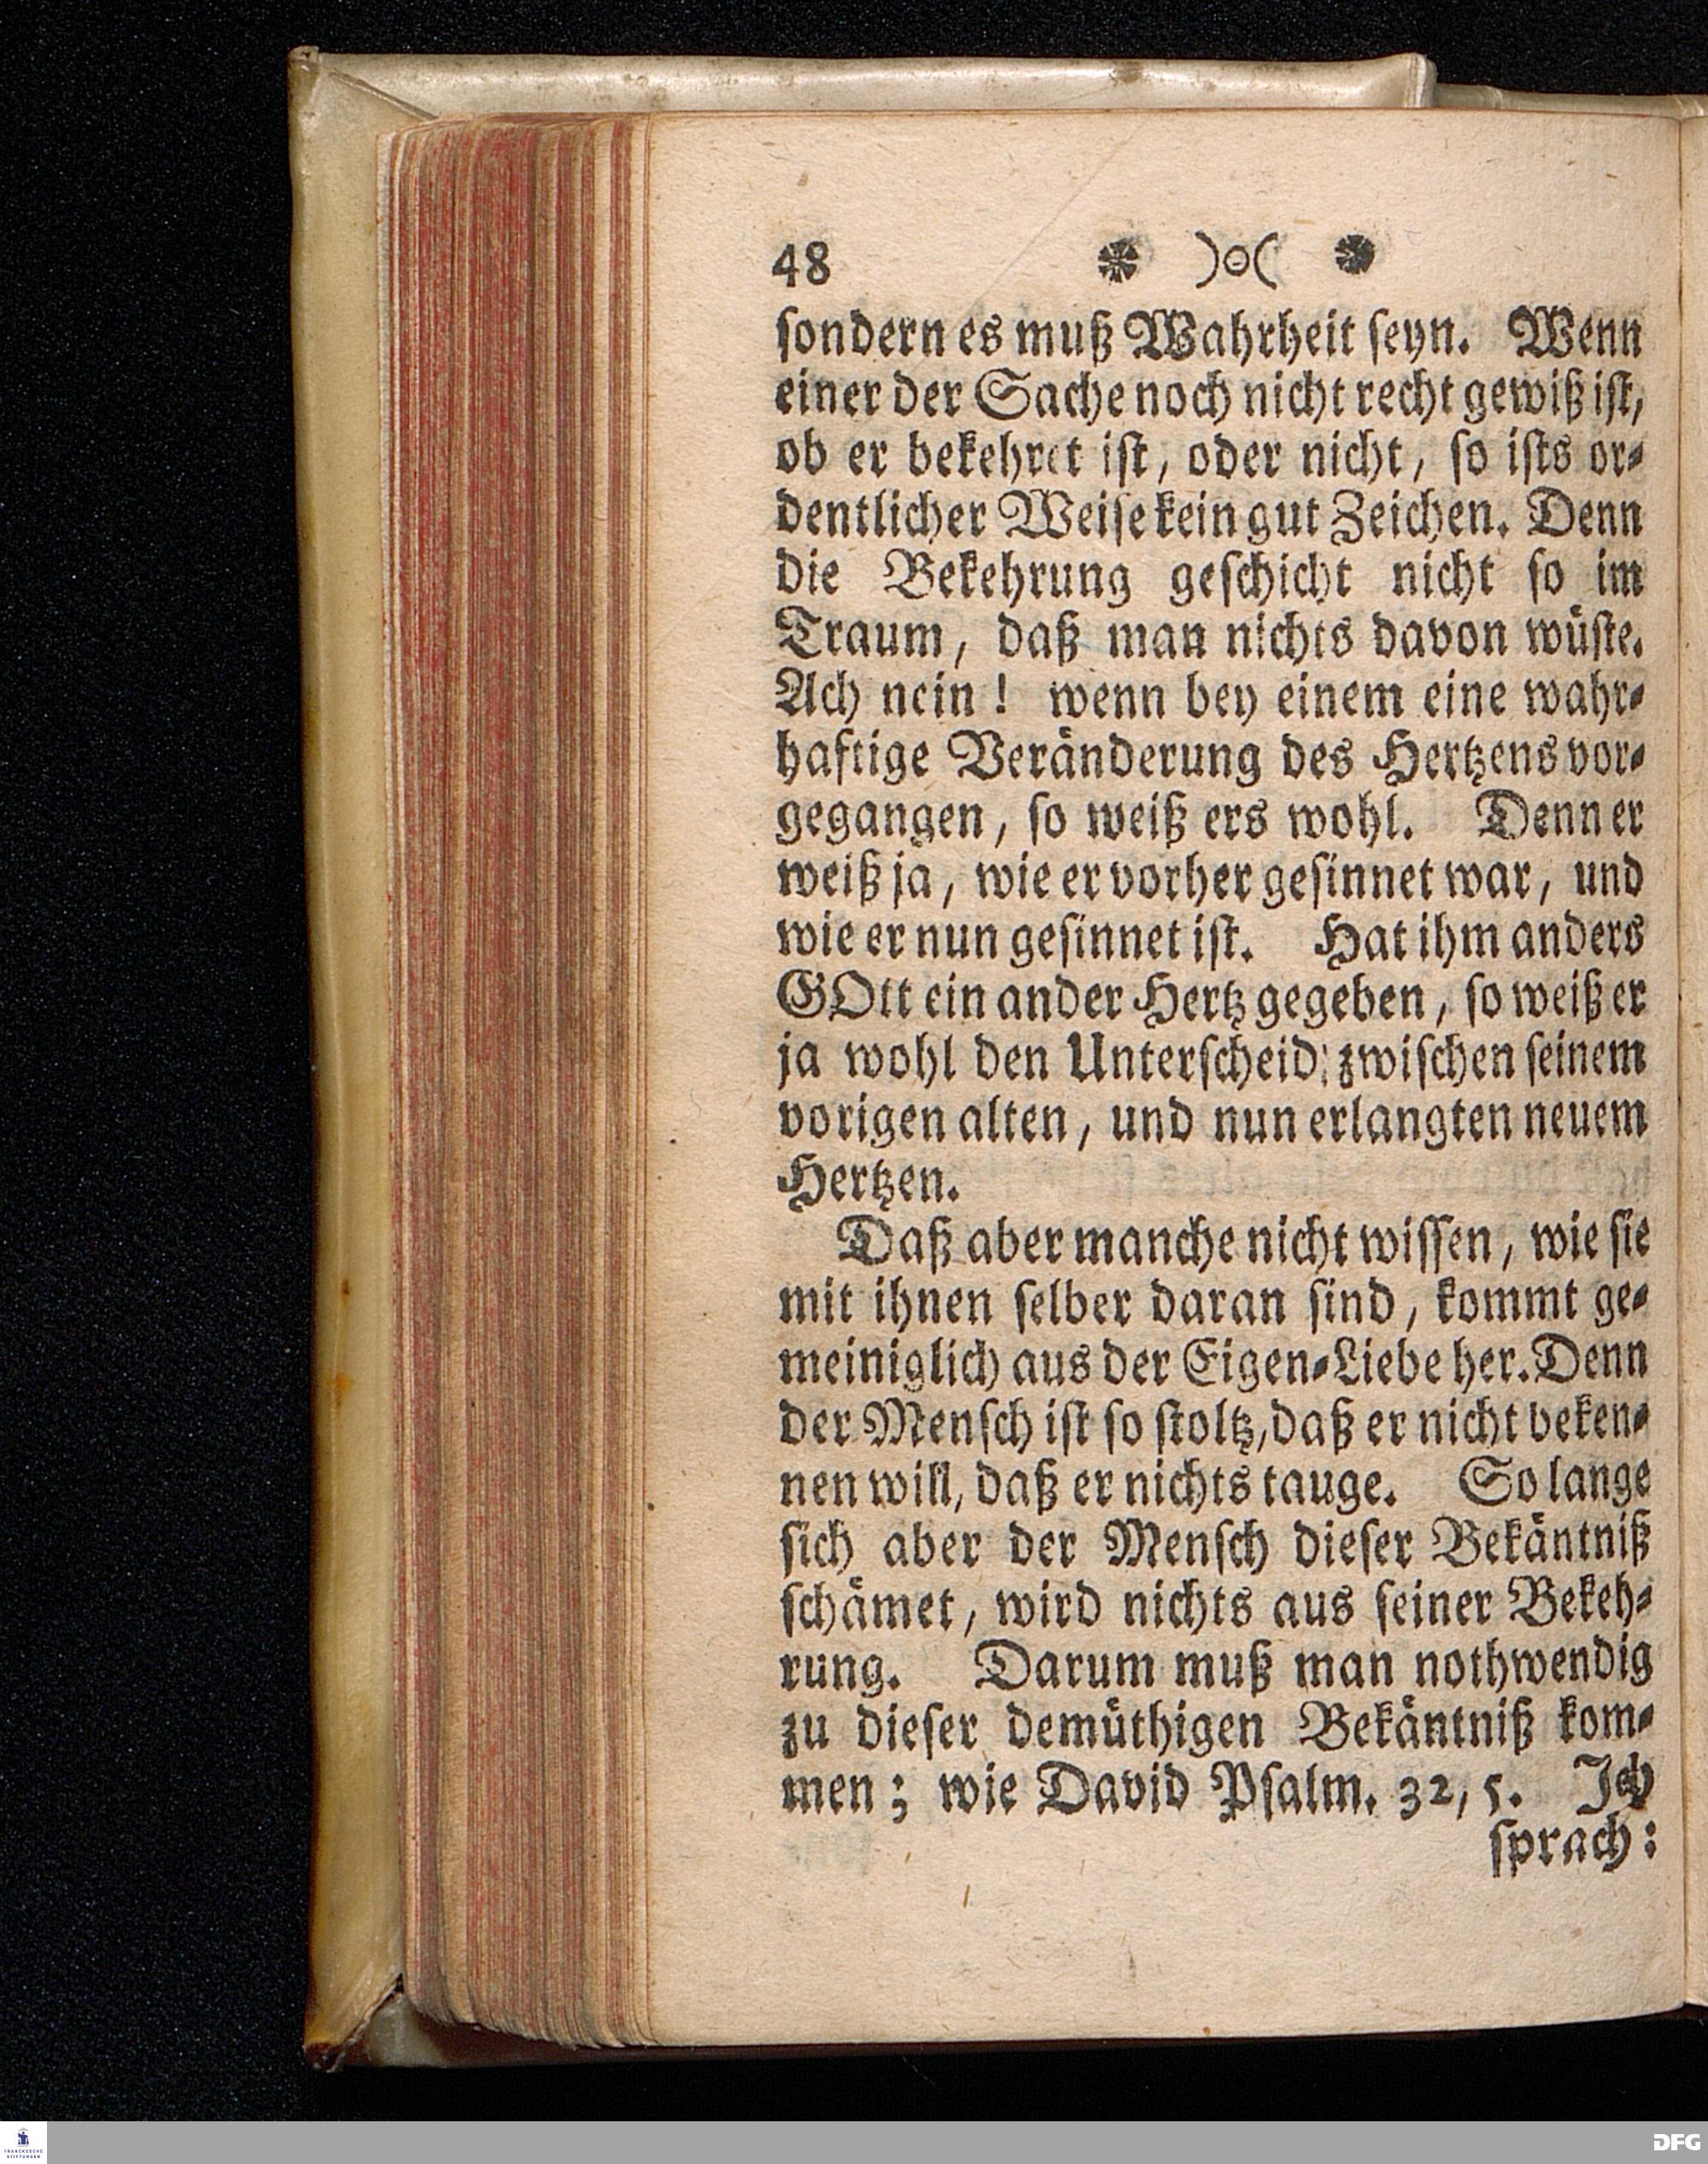 48 * )o( *
ſondern es muß Wahrheit ſeyn. Wenn
einer der Sache noch nicht recht gewiß iſt,
ob er bekehret iſt, oder nicht, ſo iſts or⸗
dentlicher Weiſe kein gut Zeichen. Denn
die Bekehrung geſchicht nicht ſo im
Traum, daß man nichts davon wüſte.
Ach nein! wenn bey einem eine wahr⸗
haftige Veränderung des Hertzens vor⸗
gegangen, ſo weiß ers wohl. Denn er
weiß ja, wie er vorher geſinnet war, und
wie er nun geſinnet iſt. Hat ihm anders
GOtt ein ander Hertz gegeben, ſo weiß er
ja wohl den Unterſcheid zwiſchen ſeinem
vorigen alten, und nun erlangten neuem
Hertzen.
Daß aber manche nicht wiſſen, wie ſie
mit ihnen ſelber daran ſind, kommt ge⸗
meiniglich aus der Eigen⸗Liebe her. Denn
der Menſch iſt ſo ſtoltz, daß er nicht beken⸗
nen will, daß er nichts tauge. So lange
ſich aber der Menſch dieſer Bekäntniß
ſchämet, wird nichts aus ſeiner Bekeh⸗
rung. Darum muß man nothwendig
zu dieſer demüthigen Bekäntniß kom⸗
men; wie David Pſalm. 32, 5. Ich
ſprach:
FRANCKESCHE
STIFTUNGEN
DFG